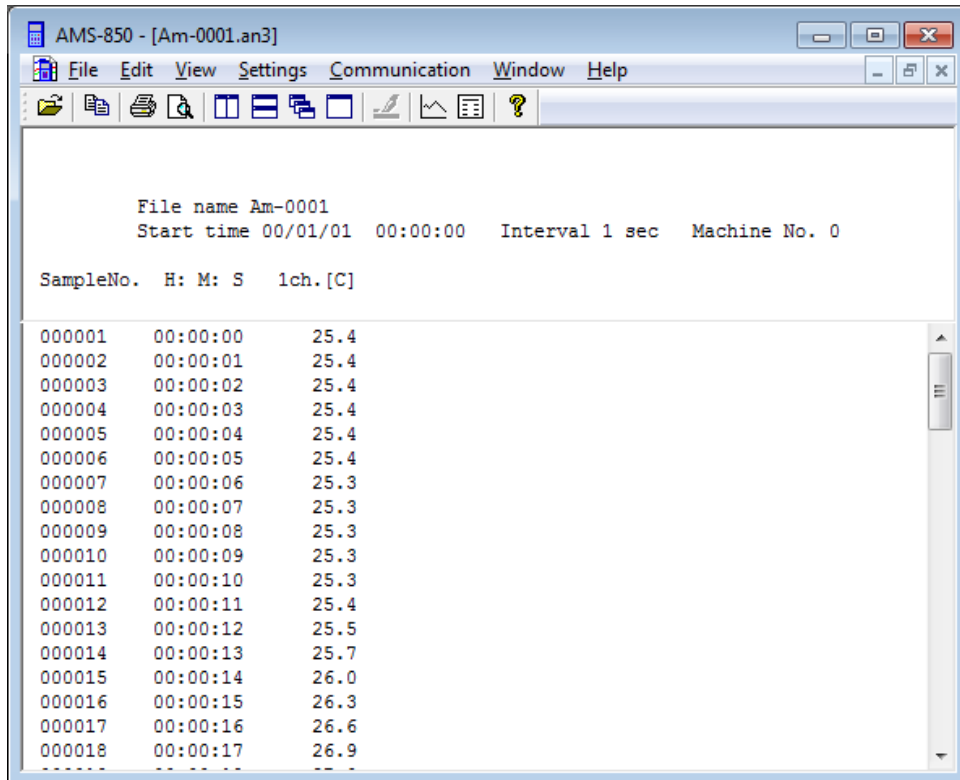 AMS-850 - [Am-0001.an3]
File Edit View Settings Communication Window Help
File name Am-0001
Start time 00/01/01 00:00:00 Interval 1 sec Machine No. 0
SampleNo. H: M: S 1ch.[C]
000001 00:00:00 25.4
000002 00:00:01 25.4
000003 00:00:02 25.4
000004 00:00:03 25.4
000005 00:00:04 25.4
000006 00:00:05 25.4
000007 00:00:06 25.3
000008 00:00:07 25.3
000009 00:00:08 25.3
000010 00:00:09 25.3
000011 00:00:10 25.3
000012 00:00:11 25.4
000013 00:00:12 25.5
000014 00:00:13 25.7
000015 00:00:14 26.0
000016 00:00:15 26.3
000017 00:00:16 26.6
000018 00:00:17 26.9